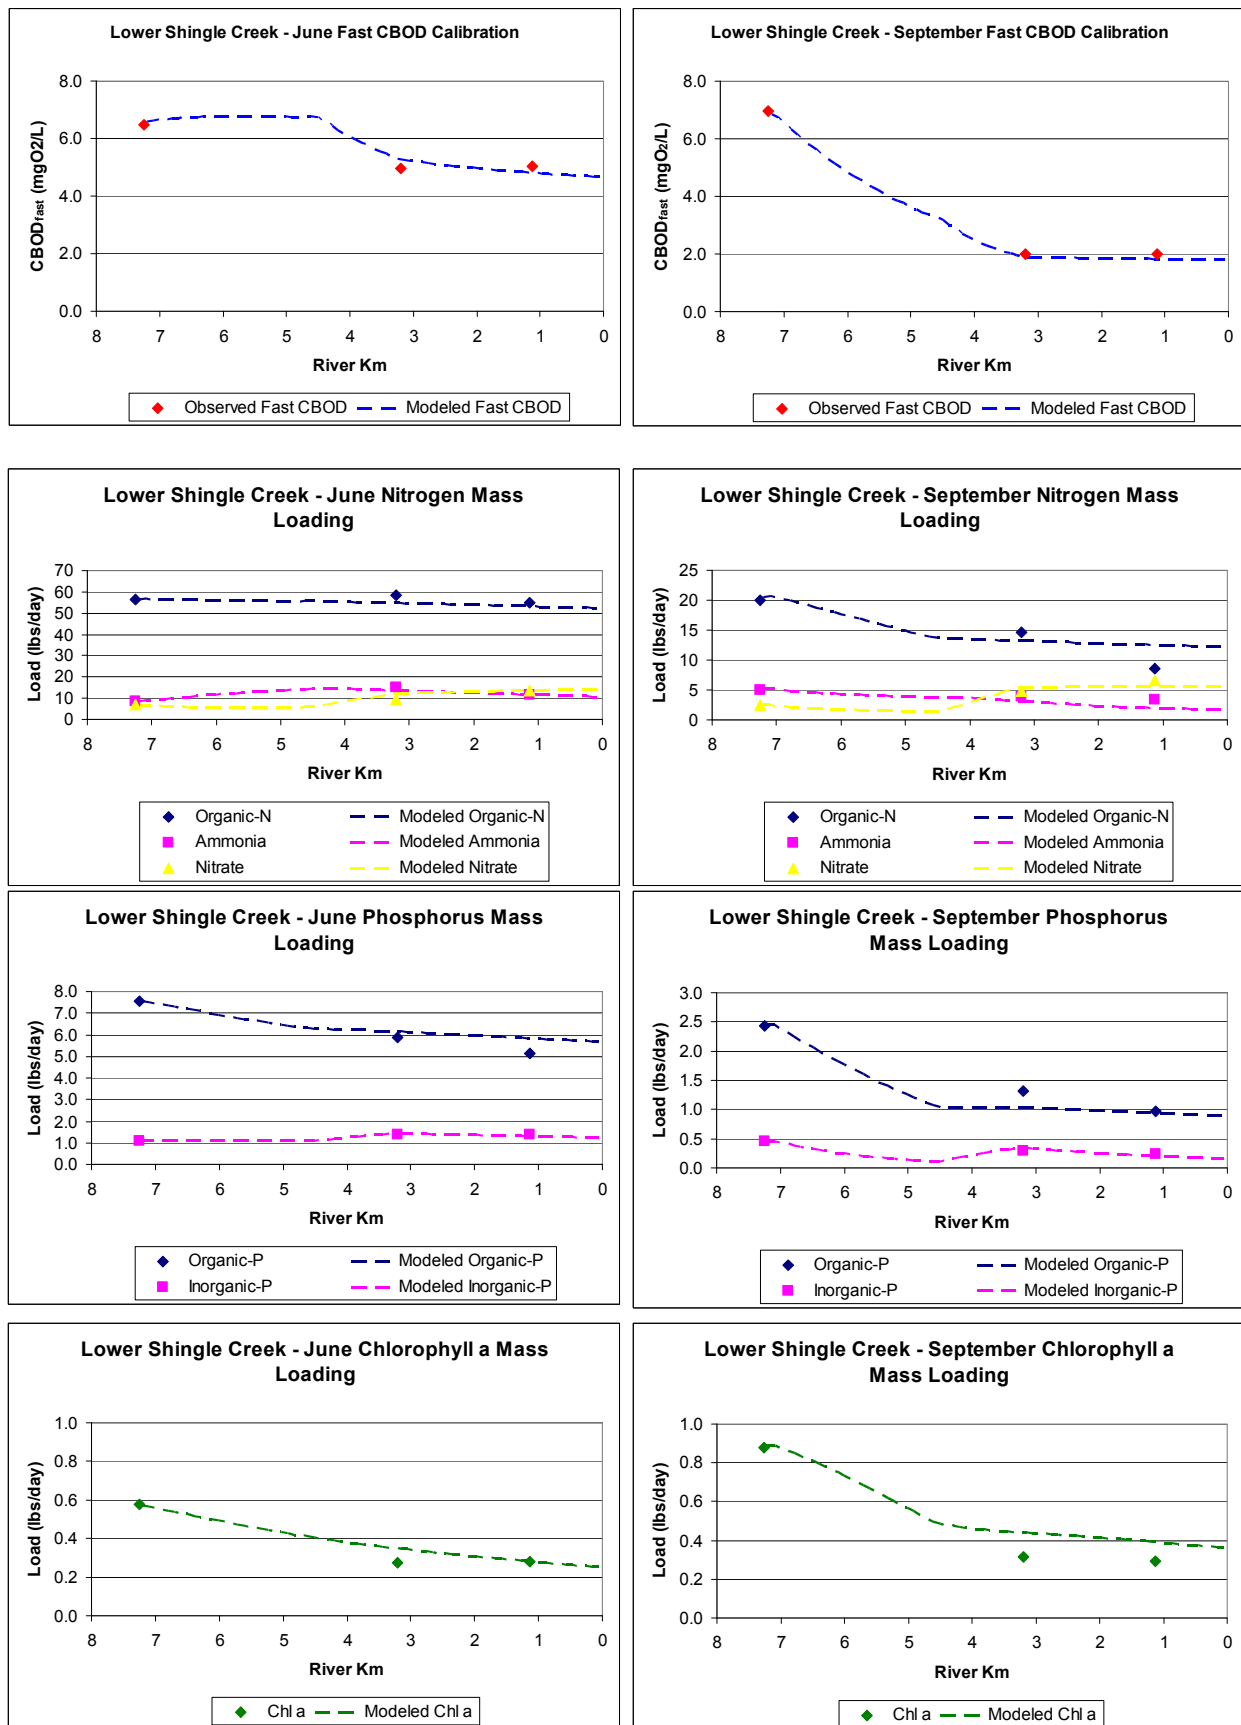 Lower Shingle Creek - June Fast CBOD Calibration
8.0
6.0
4.0
2.0
0.0
CBODfast (mgO2/L)
8 7 6 5 4 3 2 1 0
River Km
Observed Fast CBOD Modeled Fast CBOD
Lower Shingle Creek - September Fast CBOD Calibration
8.0
6.0
4.0
2.0
0.0
CBODfast (mgO2/L)
8 7 6 5 4 3 2 1 0
River Km
Observed Fast CBOD Modeled Fast CBOD
Lower Shingle Creek - June Nitrogen Mass
Loading
70
60
50
40
30
20
10
0
Load (lbs/day)
8 7 6 5 4 3 2 1 0
River Km
Organic-N Modeled Organic-N
Ammonia Modeled Ammonia
Nitrate Modeled Nitrate
Lower Shingle Creek - September Nitrogen Mass
Loading
25
20
15
10
5
0
Load (lbs/day)
8 7 6 5 4 3 2 1 0
River Km
Organic-N Modeled Organic-N
Ammonia Modeled Ammonia
Nitrate Modeled Nitrate
Lower Shingle Creek - June Phosphorus Mass
Loading
8.0
7.0
6.0
5.0
4.0
3.0
2.0
1.0
0.0
Load (lbs/day)
8 7 6 5 4 3 2 1 0
River Km
Organic-P Modeled Organic-P
Inorganic-P Modeled Inorganic-P
Lower Shingle Creek - September Phosphorus
Mass Loading
3.0
2.5
2.0
1.5
1.0
0.5
0.0
Load (lbs/day)
8 7 6 5 4 3 2 1 0
River Km
Organic-P Modeled Organic-P
Inorganic-P Modeled Inorganic-P
Lower Shingle Creek - June Chlorophyll a Mass
Loading
1.0
0.8
0.6
0.4
0.2
0.0
Load (lbs/day)
8 7 6 5 4 3 2 1 0
River Km
Chl a Modeled Chl a
Lower Shingle Creek - September Chlorophyll a
Mass Loading
1.0
0.8
0.6
0.4
0.2
0.0
Load (lbs/day)
8 7 6 5 4 3 2 1 0
River Km
Chl a Modeled Chl a